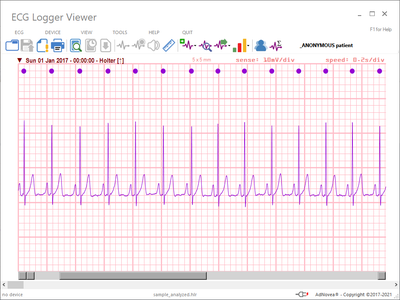 ECG Logger Viewer
ECG DEVICE VIEW TOOLS HELP QUIT
F1 for Help
_ANONYMOUS patient
Sun 01 Jan 2017 - 00:00:00 - Holter [!]
sense: 10mV/div speed: 0.2s/div
no device
sample_analyzed.hlr
AdNovea® - Copyright ©2017-2021